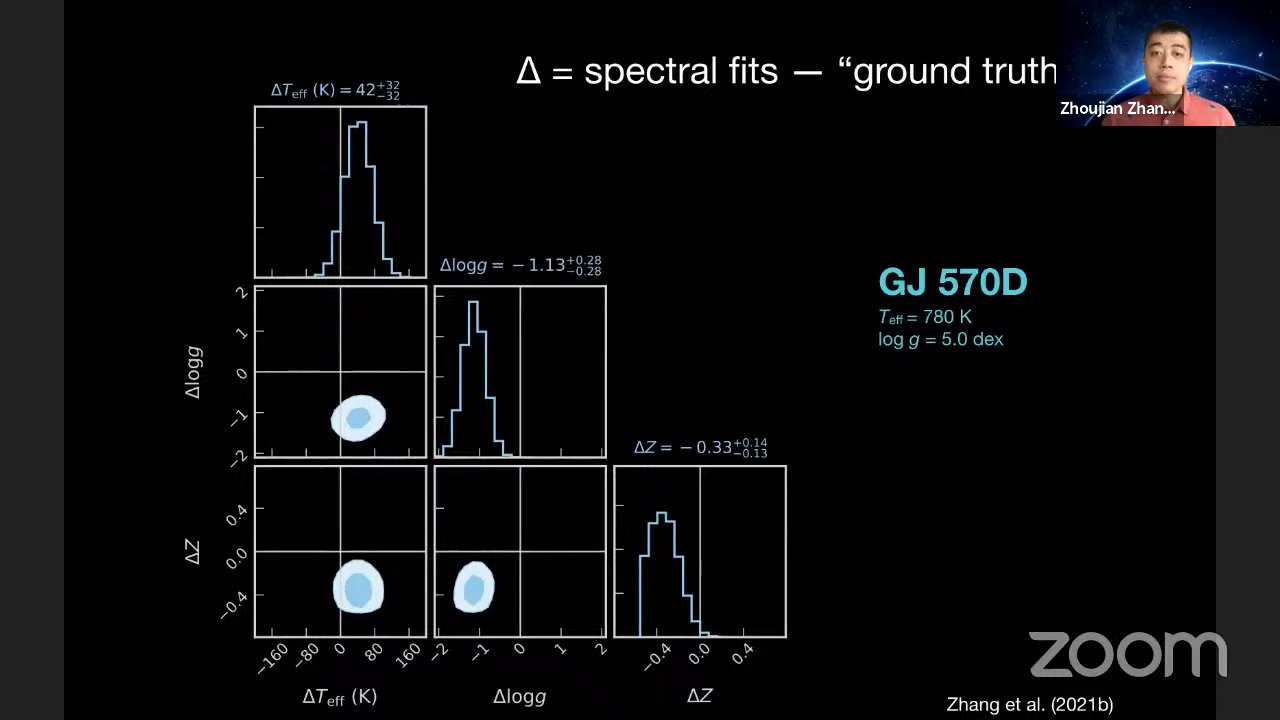 Δ = spectral fits — “ground truth
Zhoujian Zhan...
ΔTeff (K) = 42 +32 −32
Δlogg = −1.13 +0.28 −0.28
GJ 570D
Teff = 780 K
log g = 5.0 dex
2
1
0
−1
−2
Δlogg
ΔZ = −0.33 +0.14 −0.13
0.4
0.0
−0.4
ΔZ
−160 −80 0 80 160
−2 −1 0 1 2
−0.4 0.0 0.4
ΔTeff (K)
Δlogg
ΔZ
zoom
Zhang et al. (2021b)